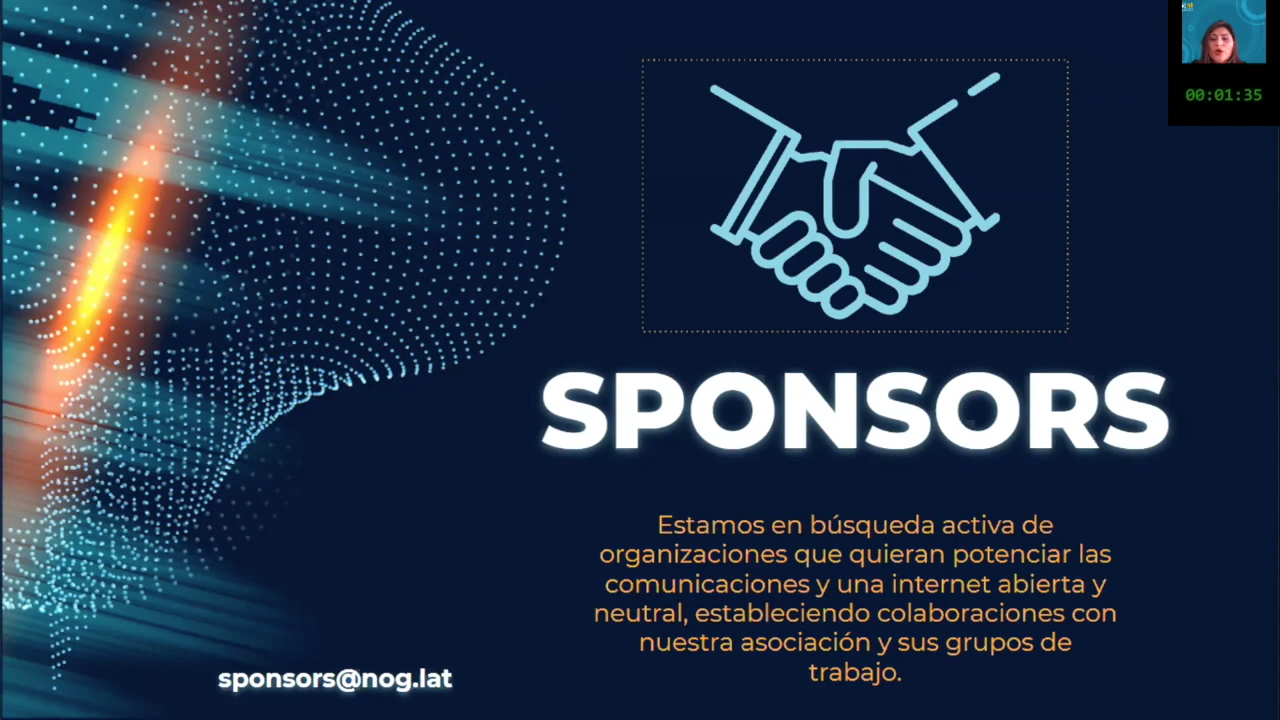 00:01:35
SPONSORS
Estamos en búsqueda activa de
organizaciones que quieran potenciar las
comunicaciones y una internet abierta y
neutral, estableciendo colaboraciones con
nuestra asociación y sus grupos de
trabajo.
sponsors@nog.lat